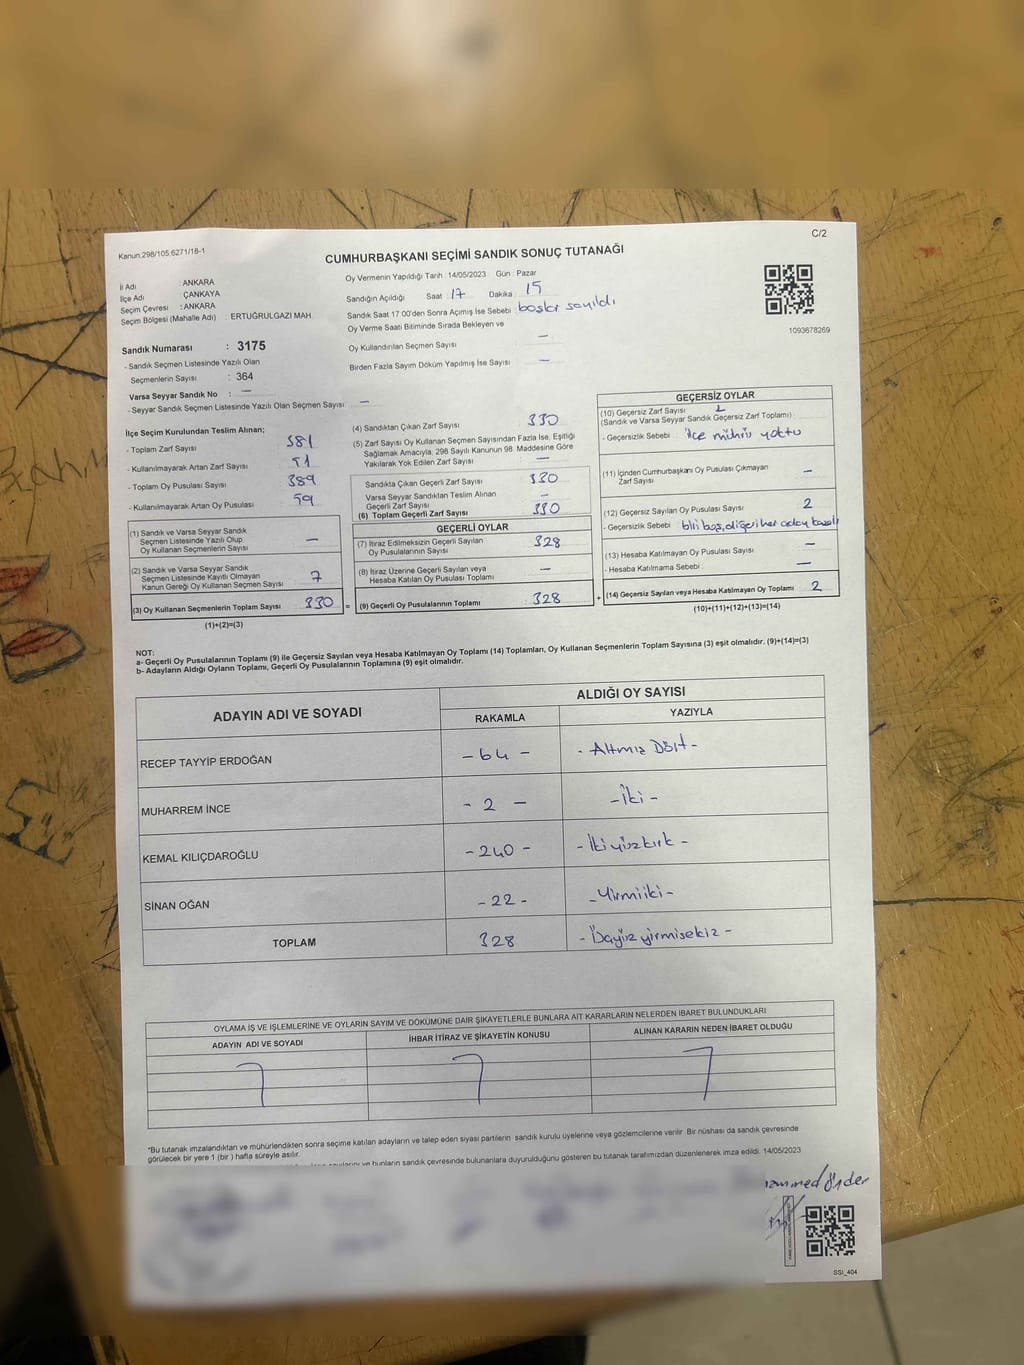 Kanun:298/105.6271/18-1
C/2
CUMHURBAŞKANI SEÇİMİ SANDIK SONUÇ TUTANAĞI
İl Adı : ANKARA
İlçe Adı : ÇANKAYA
Seçim Çevresi : ANKARA
Seçim Bölgesi (Mahalle Adı) : ERTUĞRULGAZI MAH
Sandık Numarası : 3175
- Sandık Seçmen Listesinde Yazılı Olan
Seçmenlerin Sayısı : 364
Varsa Seyyar Sandık No : —
- Seyyar Sandık Seçmen Listesinde Yazılı Olan Seçmen Sayısı —
Oy Vermenin Yapıldığı Tarih : 14/05/2023 Gün : Pazar
Sandığın Açıldığı Saat 17 Dakika : 15
Sandık Saat 17:00'den Sonra Açımış İse Sebebi : boşlar sayıldı
Oy Verme Saati Bitiminde Sırada Bekleyen ve
Oy Kullandırılan Seçmen Sayısı —
Birden Fazla Sayım Döküm Yapılmış İse Sayısı —
1093678269
İlçe Seçim Kurulundan Teslim Alınan;
- Toplam Zarf Sayısı 381
- Kullanılmayarak Artan Zarf Sayısı 51
- Toplam Oy Pusulası Sayısı 389
- Kullanılmayarak Artan Oy Pusulası 59
(1) Sandık ve Varsa Seyyar Sandık
Seçmen Listesinde Yazılı Olup
Oy Kullanan Seçmenlerin Sayısı —
(2) Sandık ve Varsa Seyyar Sandık
Seçmen Listesinde Kayıtlı Olmayan
Kanun Gereği Oy Kullanan Seçmen Sayısı 7
(3) Oy Kullanan Seçmenlerin Toplam Sayısı 330 =
(1)+(2)=(3)
(4) Sandıktan Çıkan Zarf Sayısı 330
(5) Zarf Sayısı Oy Kullanan Seçmen Sayısından Fazla İse, Eşitliği
Sağlamak Amacıyla; 298 Sayılı Kanunun 98. Maddesine Göre
Yakılarak Yok Edilen Zarf Sayısı : —
Sandıkta Çıkan Geçerli Zarf Sayısı : 330
Varsa Seyyar Sandıktan Teslim Alınan
Geçerli Zarf Sayısı : —
(6) Toplam Geçerli Zarf Sayısı : 330
GEÇERLİ OYLAR
(7) İtiraz Edilmeksizin Geçerli Sayılan
Oy Pusulalarının Sayısı : 328
(8) İtiraz Üzerine Geçerli Sayılan veya
Hesaba Katılan Oy Pusulası Toplamı : —
(9) Geçerli Oy Pusulalarının Toplamı : 328 +
GEÇERSİZ OYLAR
(10) Geçersiz Zarf Sayısı
(Sandık ve Varsa Seyyar Sandık Geçersiz Zarf Toplamı) :
- Geçersizlik Sebebi : ilçe mührü yoktu
(11) İçinden Cumhurbaşkanı Oy Pusulası Çıkmayan
Zarf Sayısı —
(12) Geçersiz Sayılan Oy Pusulası Sayısı 2
- Geçersizlik Sebebi biri boş, diğeri her aday basılı
(13) Hesaba Katılmayan Oy Pusulası Sayısı —
- Hesaba Katılmama Sebebi : —
(14) Geçersiz Sayılan veya Hesaba Katılmayan Oy Toplamı : 2
(10)+(11)+(12)+(13)=(14)
NOT:
a- Geçerli Oy Pusulalarının Toplamı (9) ile Geçersiz Sayılan veya Hesaba Katılmayan Oy Toplamı (14) Toplamları, Oy Kullanan Seçmenlerin Toplam Sayısına (3) eşit olmalıdır. (9)+(14)=(3)
b- Adayların Aldığı Oyların Toplamı, Geçerli Oy Pusulalarının Toplamına (9) eşit olmalıdır.
ADAYIN ADI VE SOYADI
ALDIĞI OY SAYISI
RAKAMLA YAZIYLA
RECEP TAYYİP ERDOĞAN - 64 - - Altmış Dört -
MUHARREM İNCE - 2 - - İki -
KEMAL KILIÇDAROĞLU - 240 - - İkiyüzkırk -
SİNAN OĞAN - 22 - - Yirmiiki -
TOPLAM 328 - Üçyüzyirmisekiz -
OYLAMA İŞ VE İŞLEMLERİNE VE OYLARIN SAYIM VE DÖKÜMÜNE DAİR ŞİKAYETLERLE BUNLARA AİT KARARLARIN NELERDEN İBARET BULUNDUKLARI
ADAYIN ADI VE SOYADI İHBAR İTİRAZ VE ŞİKAYETİN KONUSU ALINAN KARARIN NEDEN İBARET OLDUĞU
"Bu tutanak imzalandıktan ve mühürlendikten sonra seçime katılan adayların ve talep eden siyasi partilerin sandık kurulu üyelerine veya gözlemcilerine verilir. Bir nüshası da sandık çevresinde
görülecek bir yere 1 (bir ) hafta süreyle asılır.
ve bunların sandık çevresinde bulunanlara duyurulduğunu gösteren bu tutanak tarafımızdan düzenlenerek imza edildi. 14/05/2023
ammed Önder
SSI_404